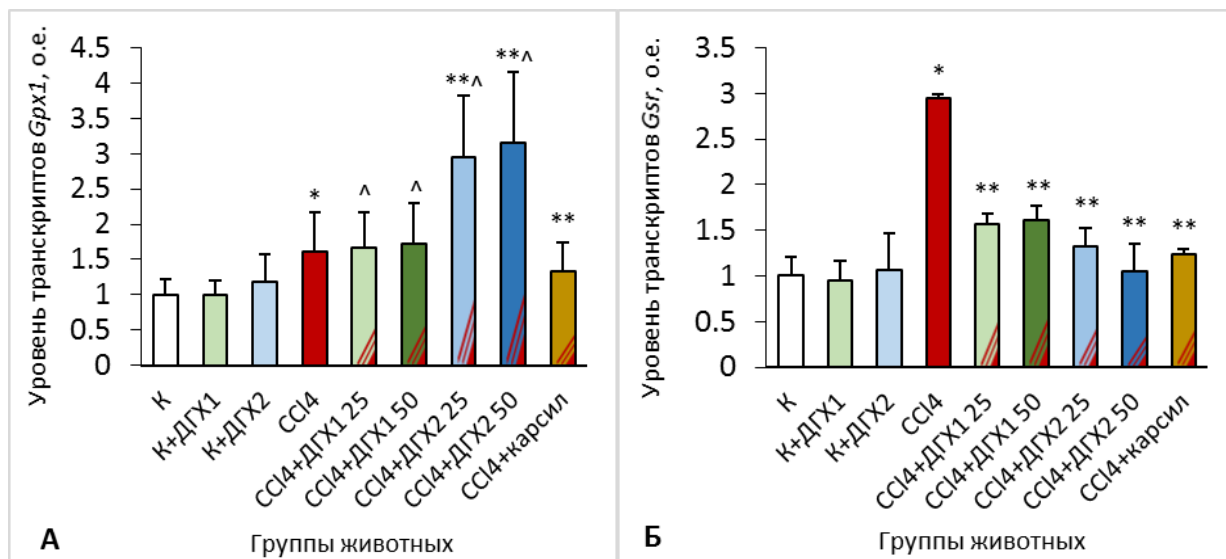 Уровень транскриптов Gpx1, о.е.
4.5
4
3.5
3
2.5
2
1.5
1
0.5
0
*
^
^
**^
**^
**
К
К+ДГХ1
К+ДГХ2
CCl4
CCl4+ДГХ1 25
CCl4+ДГХ1 50
CCl4+ДГХ2 25
CCl4+ДГХ2 50
CCl4+карсил
А
Группы животных
Уровень транскриптов Gsr, о.е.
3.5
3
2.5
2
1.5
1
0.5
0
*
**
**
**
**
**
К
К+ДГХ1
К+ДГХ2
CCl4
CCl4+ДГХ1 25
CCl4+ДГХ1 50
CCl4+ДГХ2 25
CCl4+ДГХ2 50
CCl4+карсил
Б
Группы животных